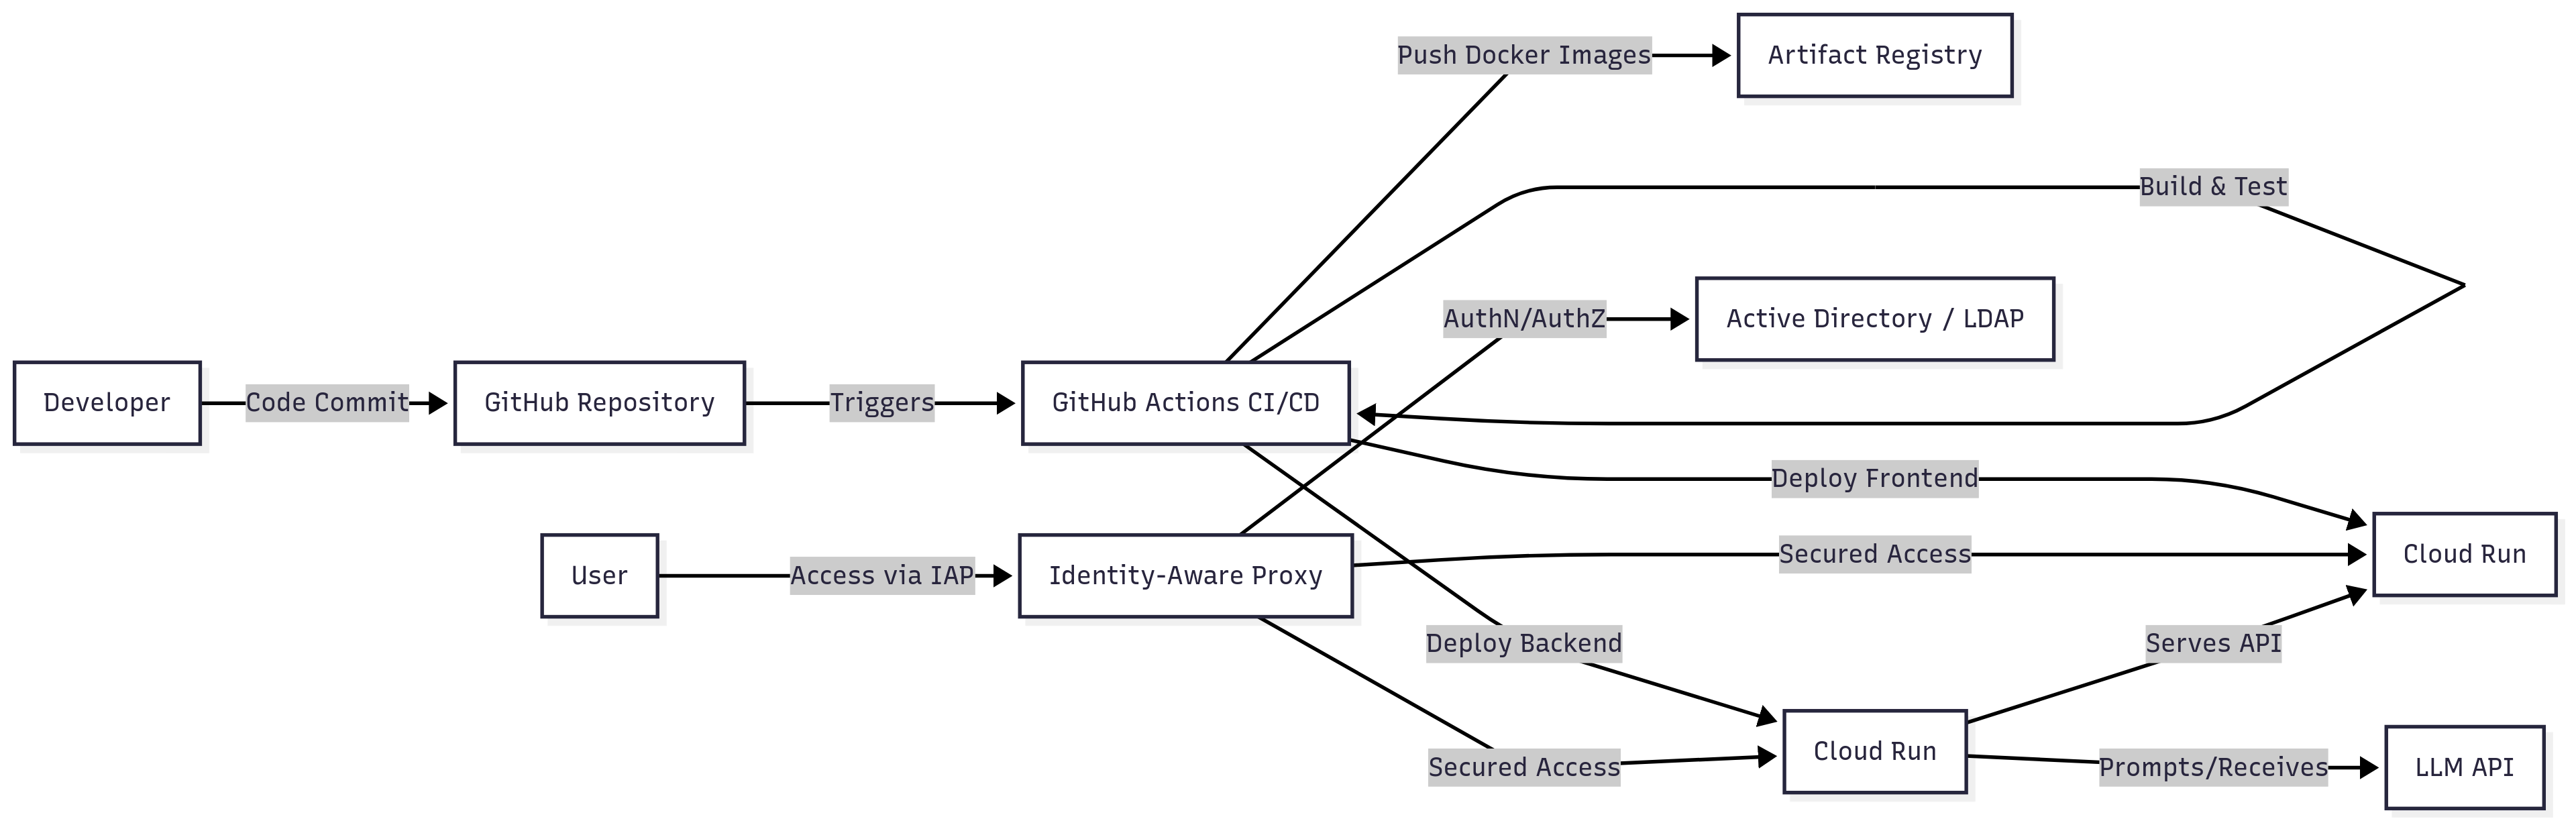 Push Docker Images
Artifact Registry
Build & Test
AuthN/AuthZ
Active Directory / LDAP
Developer
Code Commit
GitHub Repository
Triggers
GitHub Actions CI/CD
Deploy Frontend
User
Access via IAP
Identity-Aware Proxy
Secured Access
Cloud Run
Deploy Backend
Serves API
Secured Access
Cloud Run
Prompts/Receives
LLM API